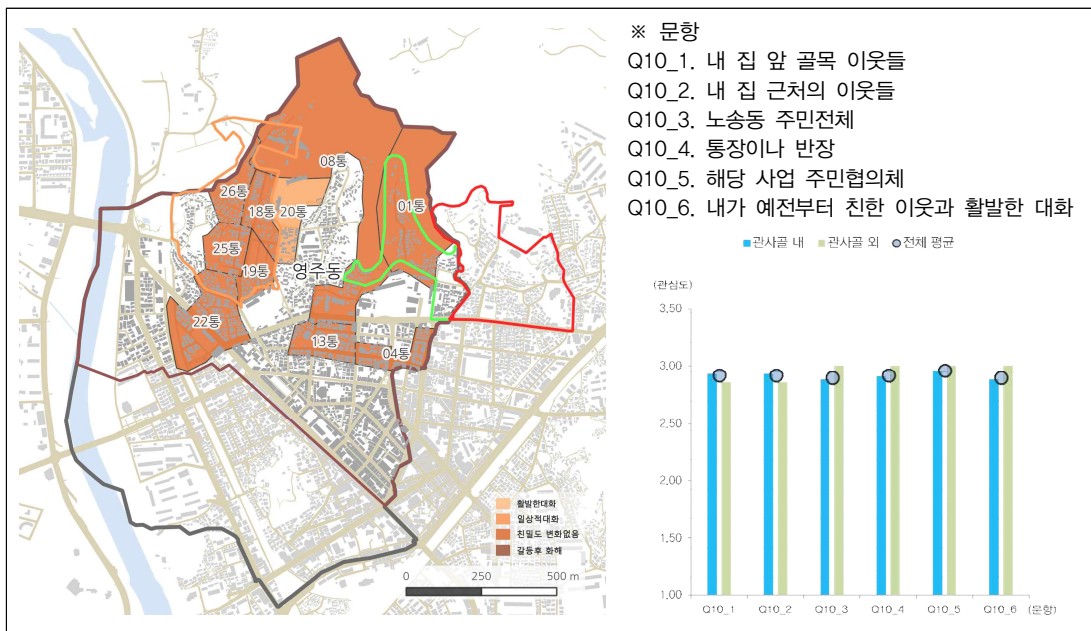 ※ 문항
Q10_1. 내 집 앞 골목 이웃들
Q10_2. 내 집 근처의 이웃들
Q10_3. 노송동 주민전체
Q10_4. 통장이나 반장
Q10_5. 해당 사업 주민협의체
Q10_6. 내가 예전부터 친한 이웃과 활발한 대화
관사골 내 관사골 외 전체 평균
(관심도)
3,50
3,00
2,50
2,00
1,50
1,00
Q10_1 Q10_2 Q10_3 Q10_4 Q10_5 Q10_6 (문항)
08통
26통
18통 20통
01통
25통
19통
영주동
22통
13통
04통
활발한대화
일상적대화
친밀도 변화없음
갈등후 화해
0 250 500 m